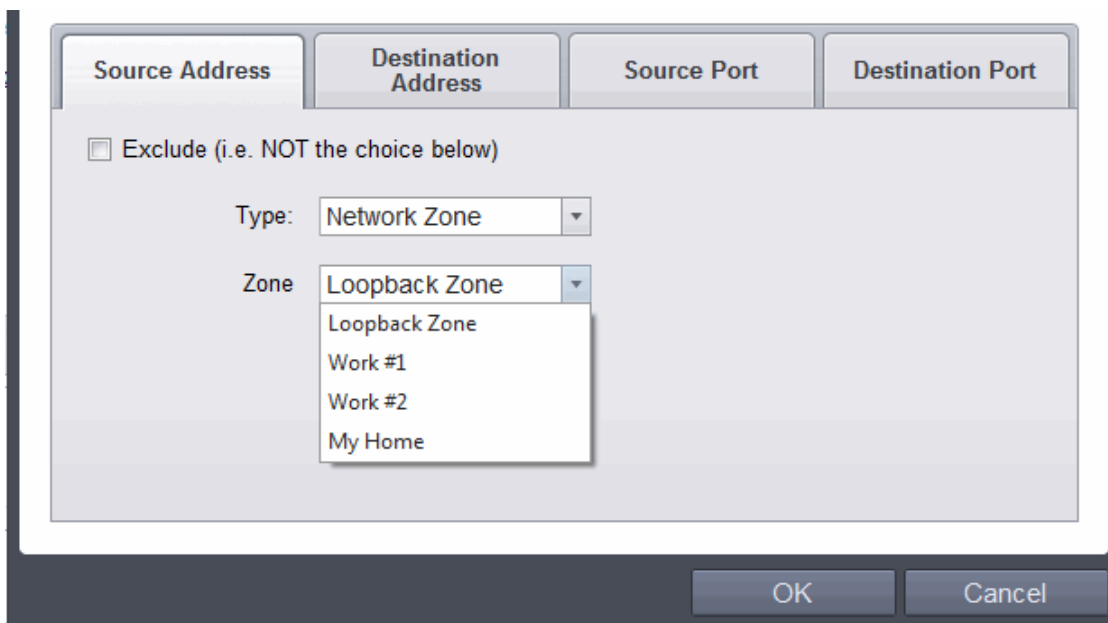 Source Address
Destination
Address
Source Port
Destination Port
Exclude (i.e. NOT the choice below)
Type: Network Zone
Zone Loopback Zone
Loopback Zone
Work #1
Work #2
My Home
OK
Cancel